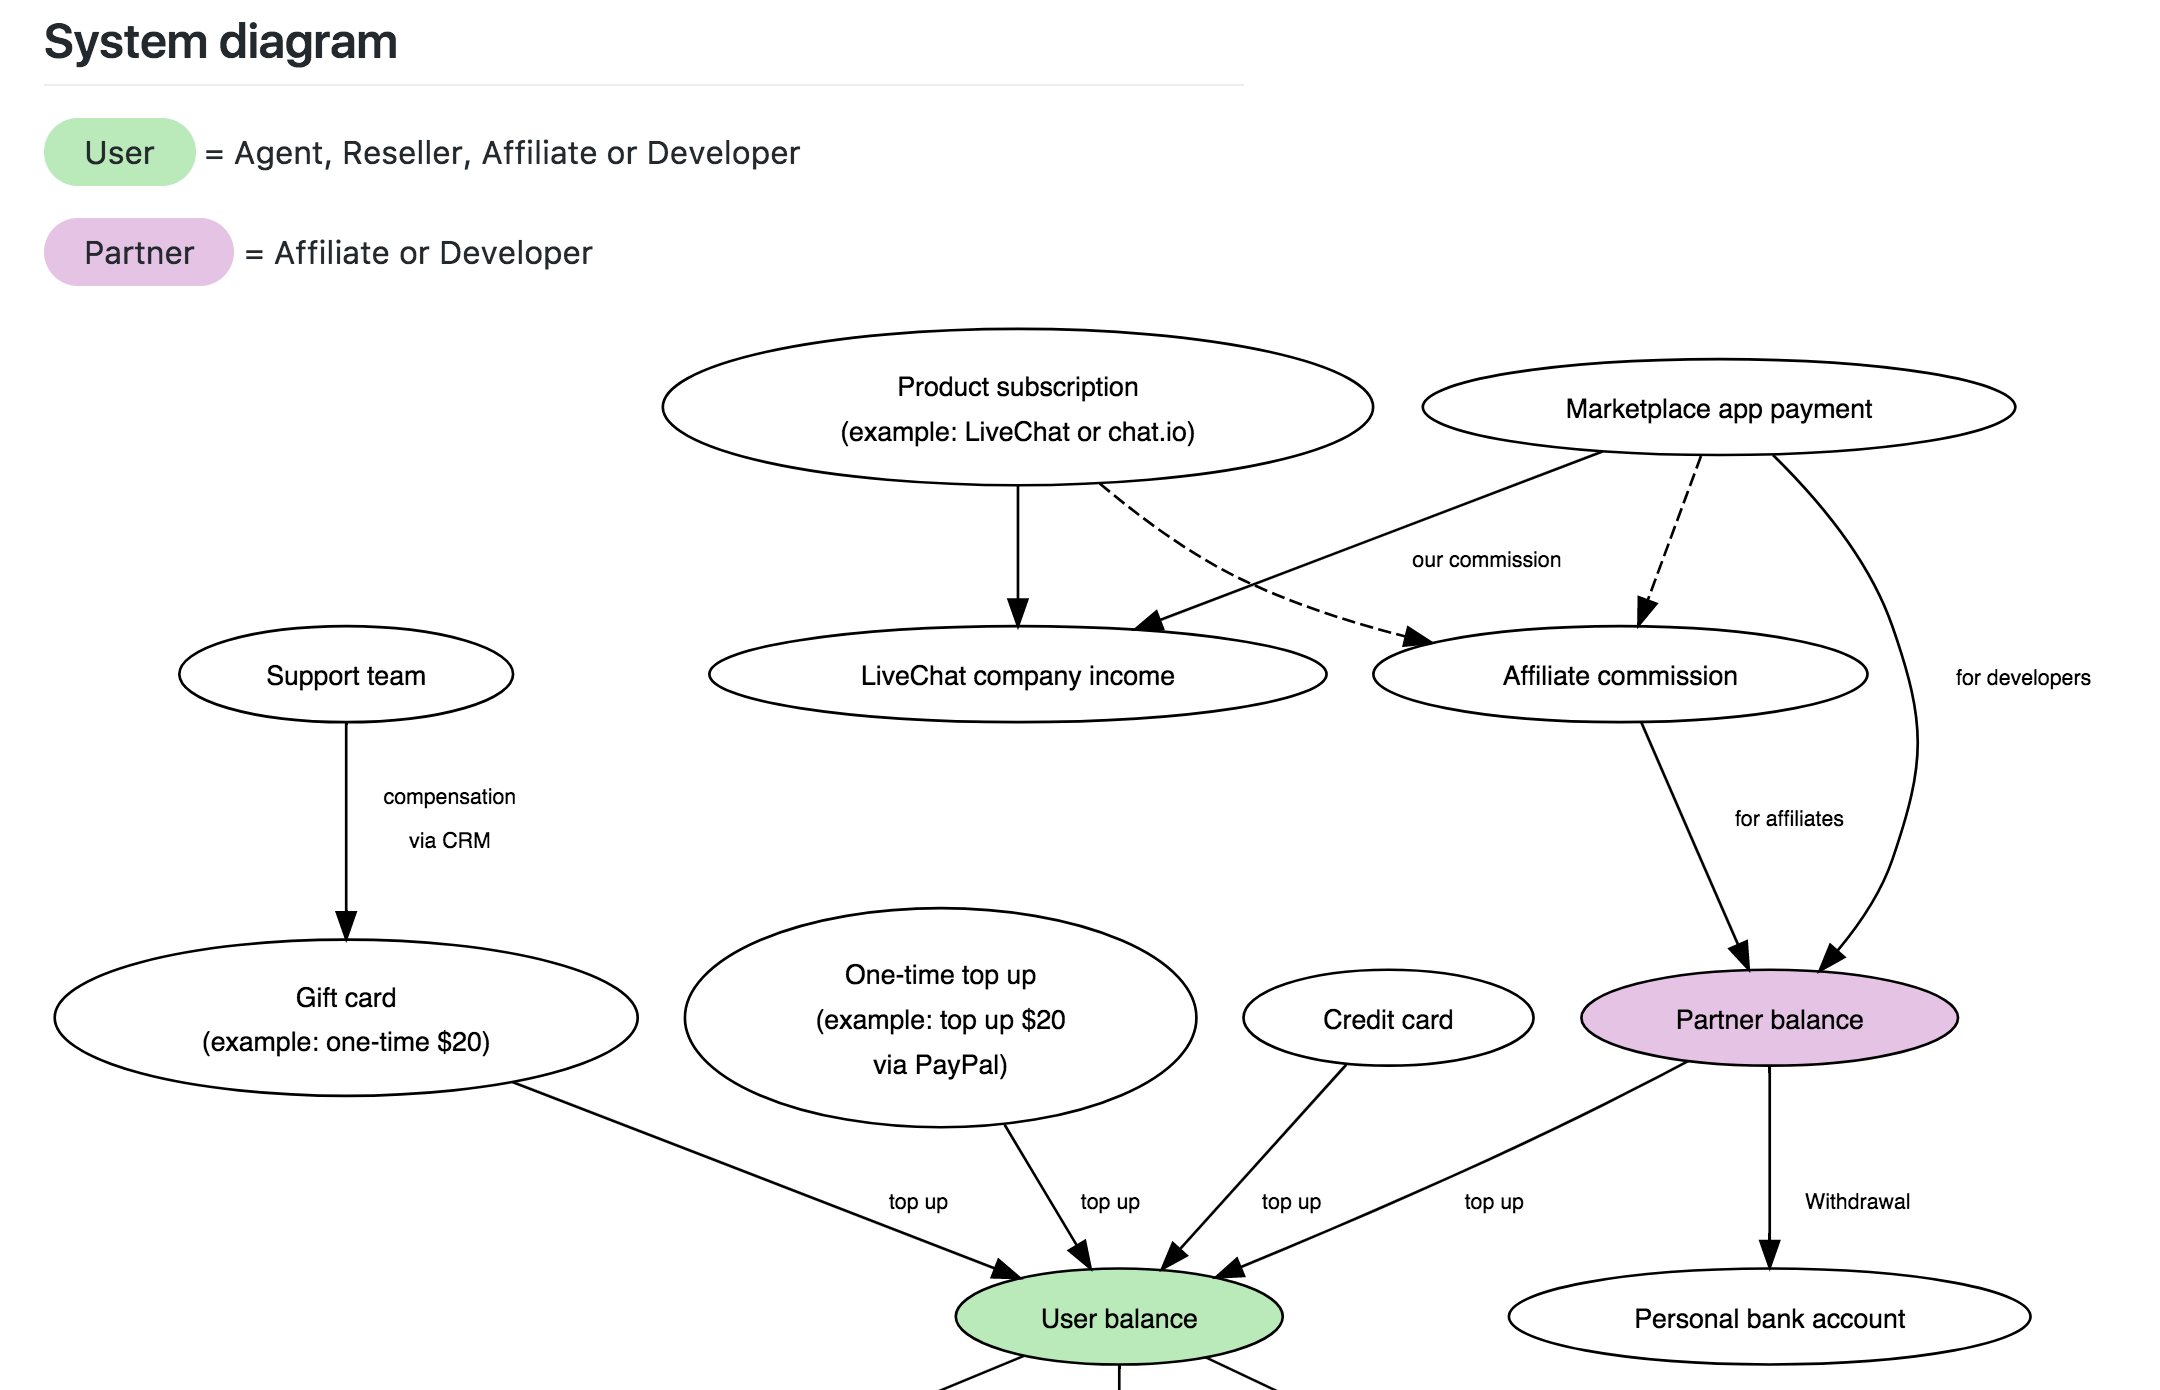 System diagram
User = Agent, Reseller, Affiliate or Developer
Partner = Affiliate or Developer
Product subscription
(example: LiveChat or chat.io)
Marketplace app payment
our commission
Support team
LiveChat company income
Affiliate commission
for developers
compensation
via CRM
for affiliates
Gift card
(example: one-time $20)
One-time top up
(example: top up $20
via PayPal)
Credit card
Partner balance
top up
top up
top up
top up
Withdrawal
User balance
Personal bank account